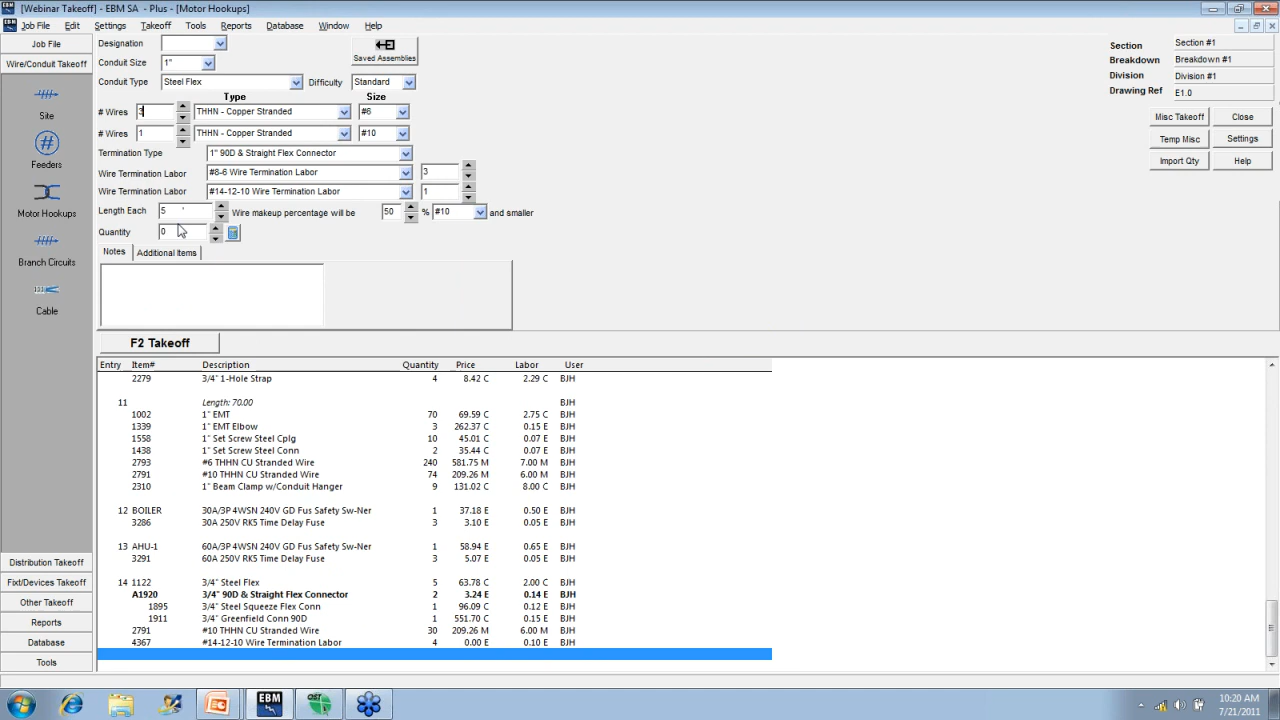 [Webinar Takeoff] - EBM SA - Plus - [Motor Hookups]
Job File Edit Settings Takeoff Tools Reports Database Window Help
Job File
Wire/Conduit Takeoff
Site
Feeders
Motor Hookups
Branch Circuits
Cable
Distribution Takeoff
Fixt/Devices Takeoff
Other Takeoff
Reports
Database
Tools
Designation
Saved Assemblies
Conduit Size 1"
Conduit Type Steel Flex Difficulty Standard
Type Size
# Wires 3 THHN - Copper Stranded #6
# Wires 1 THHN - Copper Stranded #10
Termination Type 1" 90D & Straight Flex Connector
Wire Termination Labor #8-6 Wire Termination Labor 3
Wire Termination Labor #14-12-10 Wire Termination Labor 1
Length Each 5 ' Wire makeup percentage will be 50 % #10 and smaller
Quantity 0
Notes Additional Items
Section Section #1
Breakdown Breakdown #1
Division Division #1
Drawing Ref E1.0
Misc Takeoff Close
Temp Misc Settings
Import Qty Help
F2 Takeoff
Entry Item# Description Quantity Price Labor User
2279 3/4" 1-Hole Strap 4 8.42 C 2.29 C BJH
11 Length: 70.00 BJH
1002 1" EMT 70 69.59 C 2.75 C BJH
1339 1" EMT Elbow 3 262.37 C 0.15 E BJH
1558 1" Set Screw Steel Cplg 10 45.01 C 0.07 E BJH
1438 1" Set Screw Steel Conn 2 35.44 C 0.07 E BJH
2793 #6 THHN CU Stranded Wire 240 581.75 M 7.00 M BJH
2791 #10 THHN CU Stranded Wire 74 209.26 M 6.00 M BJH
2310 1" Beam Clamp w/Conduit Hanger 9 131.02 C 8.00 C BJH
12 BOILER 30A/3P 4WSN 240V GD Fus Safety Sw-Ner 1 37.18 E 0.50 E BJH
3286 30A 250V RK5 Time Delay Fuse 3 3.10 E 0.05 E BJH
13 AHU-1 60A/3P 4WSN 240V GD Fus Safety Sw-Ner 1 58.94 E 0.65 E BJH
3291 60A 250V RK5 Time Delay Fuse 3 5.07 E 0.05 E BJH
14 1122 3/4" Steel Flex 5 63.78 C 2.00 C BJH
A1920 3/4" 90D & Straight Flex Connector 2 3.24 E 0.14 E BJH
1895 3/4" Steel Squeeze Flex Conn 1 96.09 C 0.12 E BJH
1911 3/4" Greenfield Conn 90D 1 551.70 C 0.15 E BJH
2791 #10 THHN CU Stranded Wire 30 209.26 M 6.00 M BJH
4367 #14-12-10 Wire Termination Labor 4 0.00 E 0.10 E BJH
EBM
OST
10:20 AM
7/21/2011